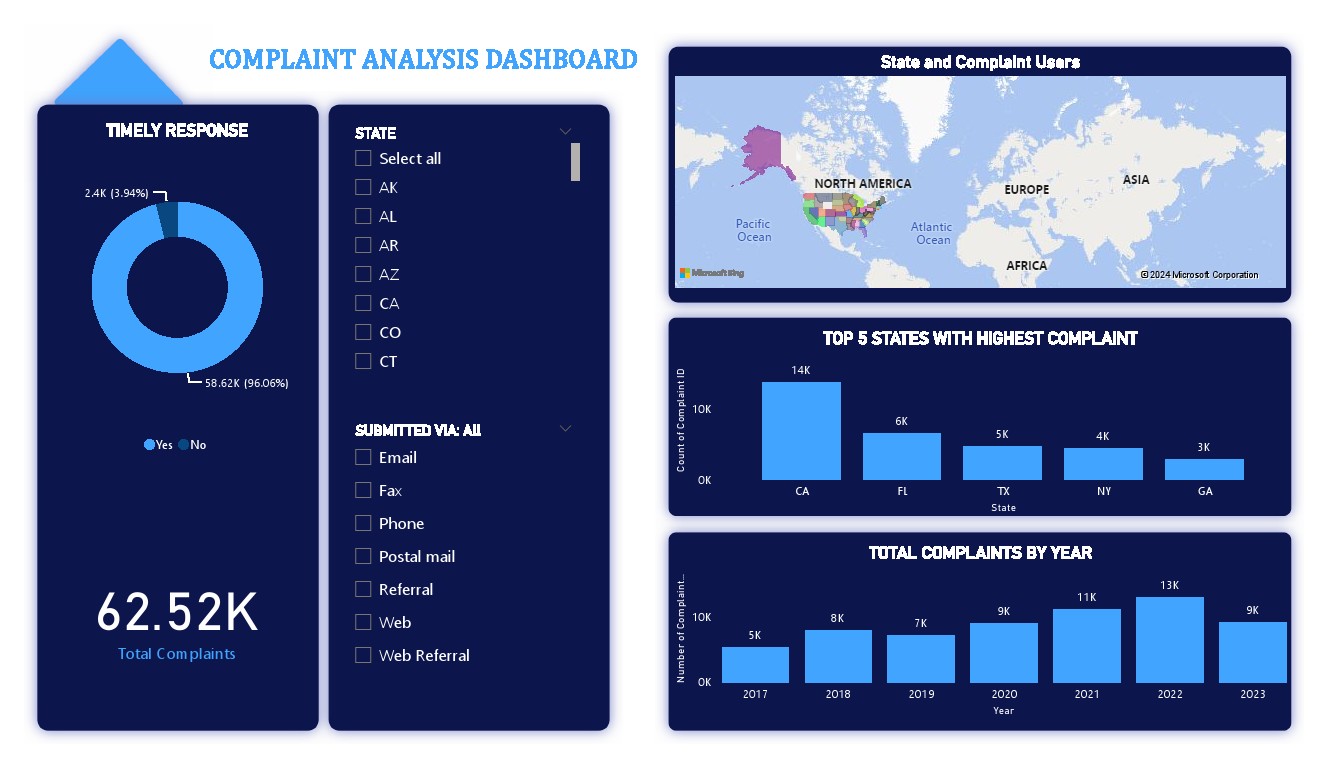 COMPLAINT ANALYSIS DASHBOARD
TIMELY RESPONSE
2.4K (3.94%)
58.62K (96.06%)
Yes No
62.52K
Total Complaints
STATE
Select all
AK
AL
AR
AZ
CA
CO
CT
SUBMITTED VIA: All
Email
Fax
Phone
Postal mail
Referral
Web
Web Referral
State and Complaint Users
NORTH AMERICA
EUROPE
ASIA
Pacific
Ocean
Atlantic
Ocean
AFRICA
Microsoft Bing
© 2024 Microsoft Corporation
TOP 5 STATES WITH HIGHEST COMPLAINT
Count of Complaint ID
10K
0K
14K
6K
5K
4K
3K
CA FL TX NY GA
State
TOTAL COMPLAINTS BY YEAR
Number of Complaint...
10K
0K
5K
8K
7K
9K
11K
13K
9K
2017 2018 2019 2020 2021 2022 2023
Year